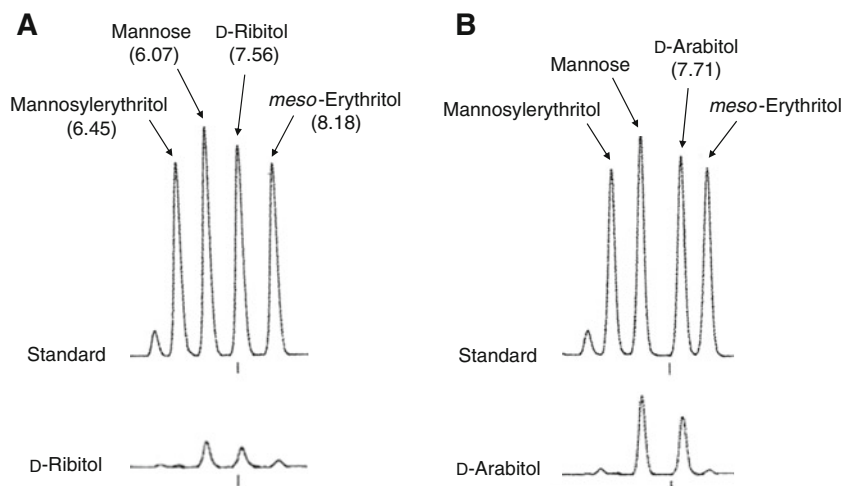 A
Mannose
(6.07)
D-Ribitol
(7.56)
Mannosylerythritol
(6.45)
meso-Erythritol
(8.18)
Standard
D-Ribitol
B
Mannose
D-Arabitol
(7.71)
Mannosylerythritol
meso-Erythritol
Standard
D-Arabitol